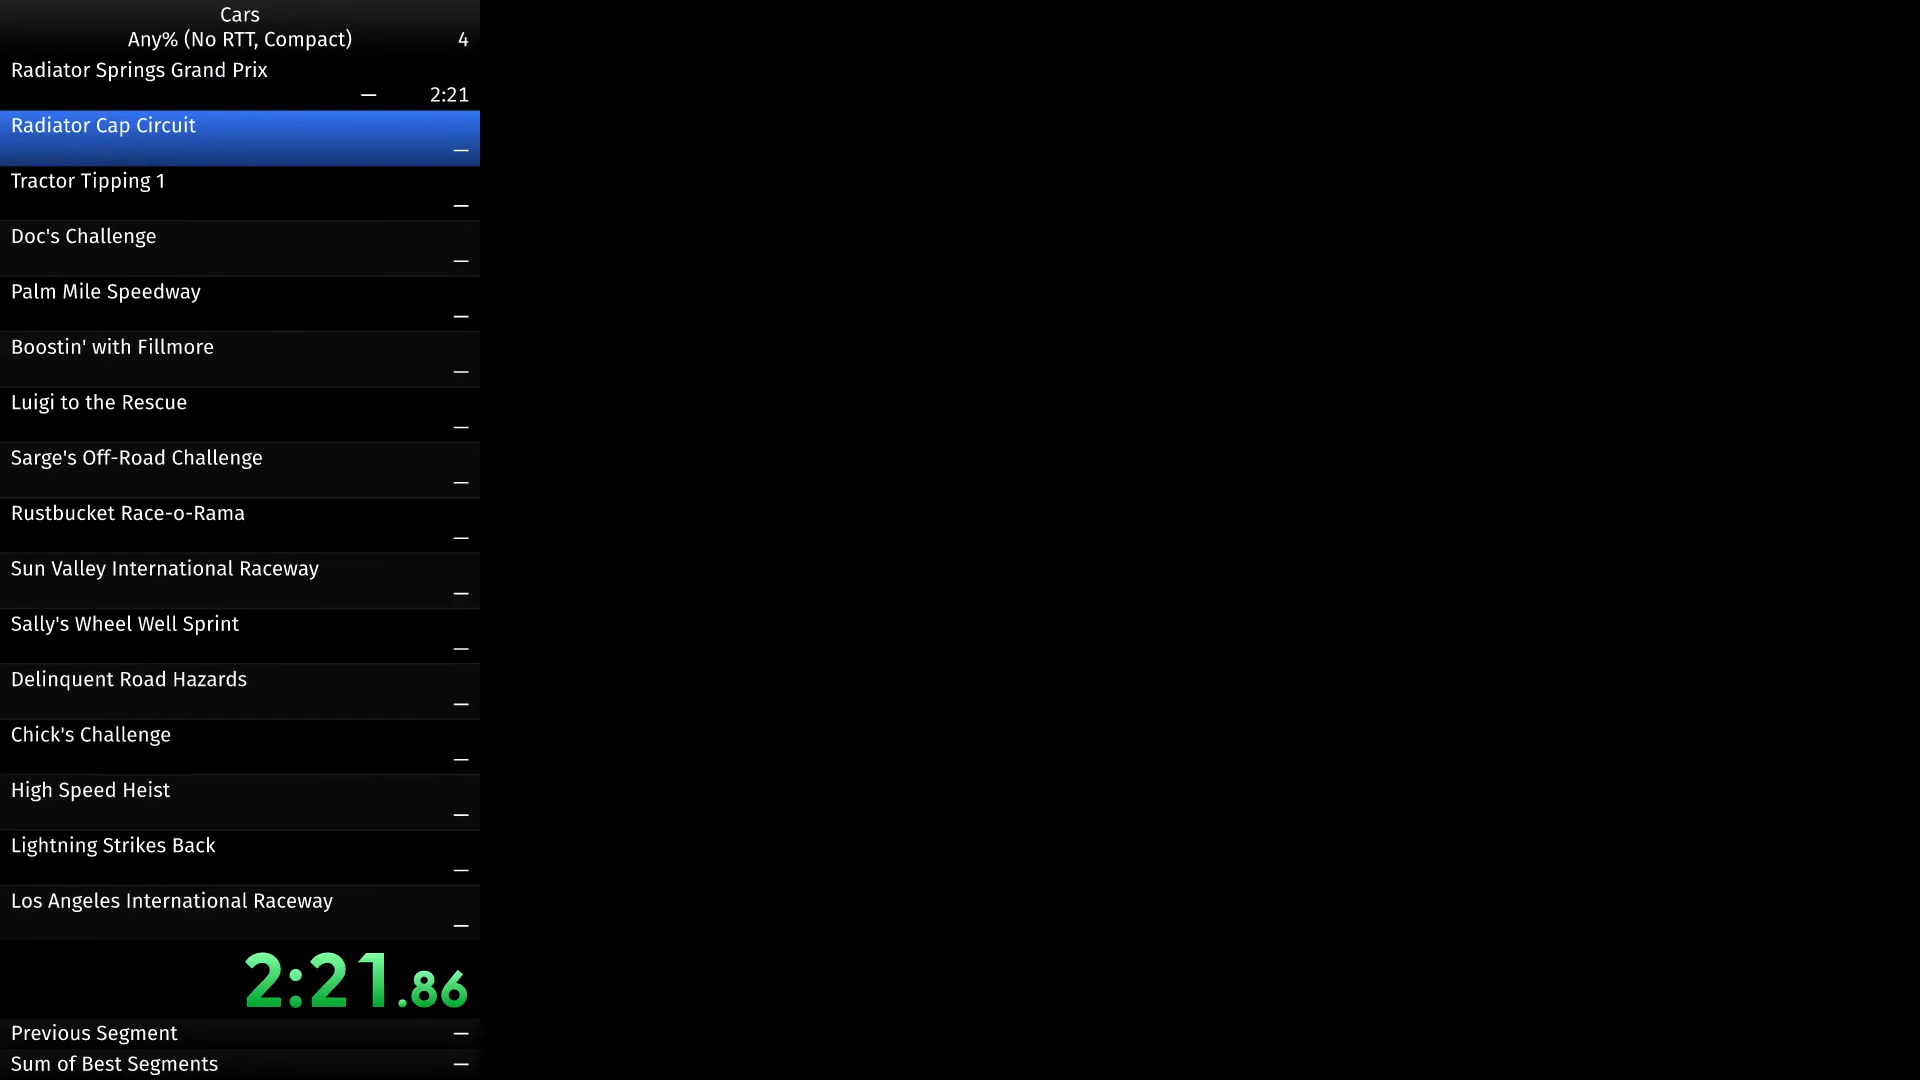 Cars
Any% (No RTT, Compact) 4
Radiator Springs Grand Prix
— 2:21
Radiator Cap Circuit
—
Tractor Tipping 1
—
Doc's Challenge
—
Palm Mile Speedway
—
Boostin' with Fillmore
—
Luigi to the Rescue
—
Sarge's Off-Road Challenge
—
Rustbucket Race-o-Rama
—
Sun Valley International Raceway
—
Sally's Wheel Well Sprint
—
Delinquent Road Hazards
—
Chick's Challenge
—
High Speed Heist
—
Lightning Strikes Back
—
Los Angeles International Raceway
—
2:21.86
Previous Segment —
Sum of Best Segments —